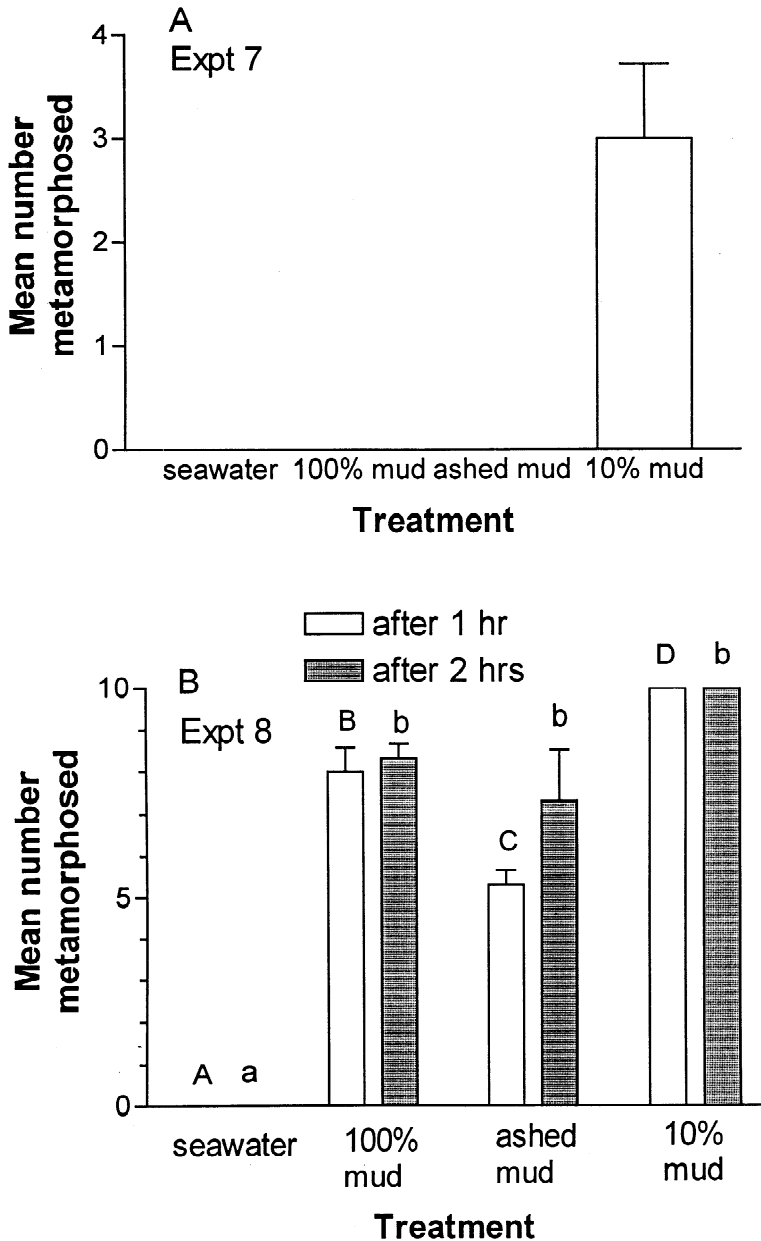 A
Expt 7
Mean number
metamorphosed
4
3
2
1
0
seawater 100% mud ashed mud 10% mud
Treatment
after 1 hr
after 2 hrs
B
Expt 8
Mean number
metamorphosed
10
5
0
A a
B b
C b
D b
seawater
100%
mud
ashed
mud
10%
mud
Treatment